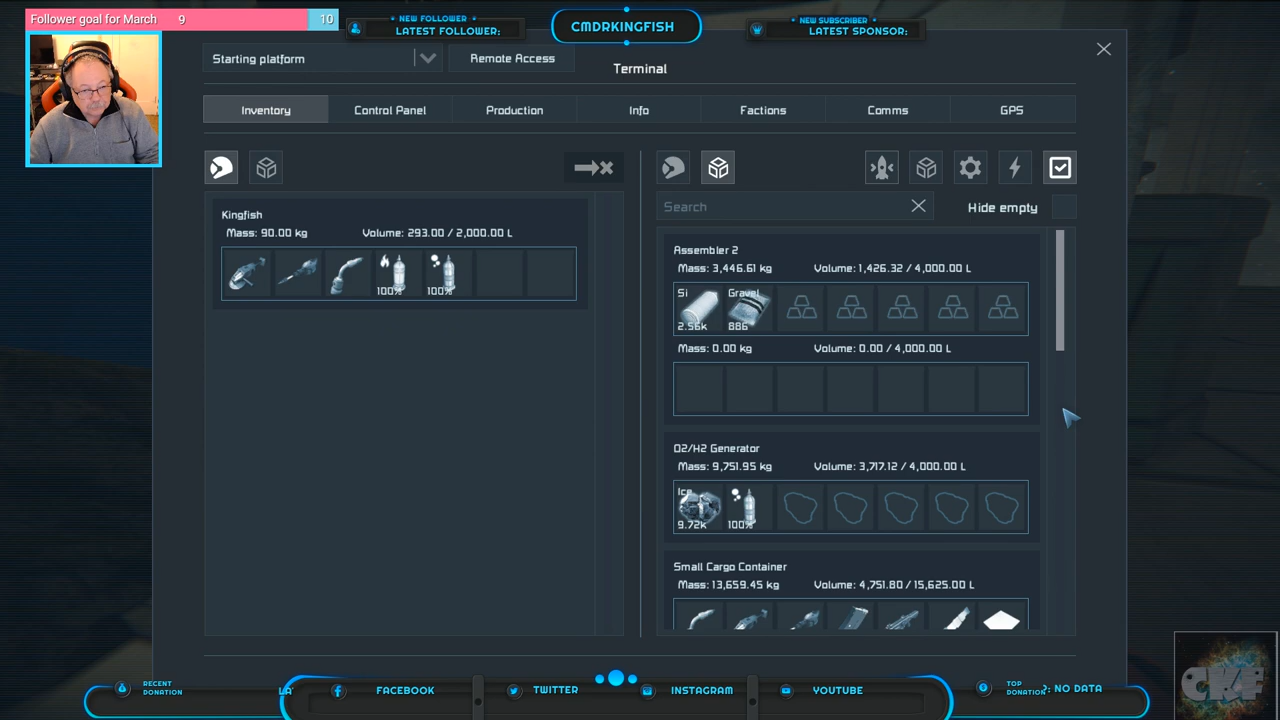 Follower goal for March 9 10
NEW FOLLOWER
LATEST FOLLOWER:
CMDRKINGFISH
NEW SUBSCRIBER
LATEST SPONSOR:
Starting platform
Remote Access
Terminal
Inventory
Control Panel
Production
Info
Factions
Comms
GPS
Kingfish
Mass: 90.00 kg Volume: 293.00 / 2,000.00 L
100% 100%
Search
Hide empty
Assembler 2
Mass: 3,446.61 kg Volume: 1,426.32 / 4,000.00 L
Si Gravel
2.56k 886
Mass: 0.00 kg Volume: 0.00 / 4,000.00 L
O2/H2 Generator
Mass: 9,751.95 kg Volume: 3,717.12 / 4,000.00 L
Ice
9.72k 100%
Small Cargo Container
Mass: 13,659.45 kg Volume: 4,751.80 / 15,625.00 L
RECENT
DONATION
LA
FACEBOOK
TWITTER
INSTAGRAM
YOUTUBE
TOP
DONATION
: NO DATA
CKF